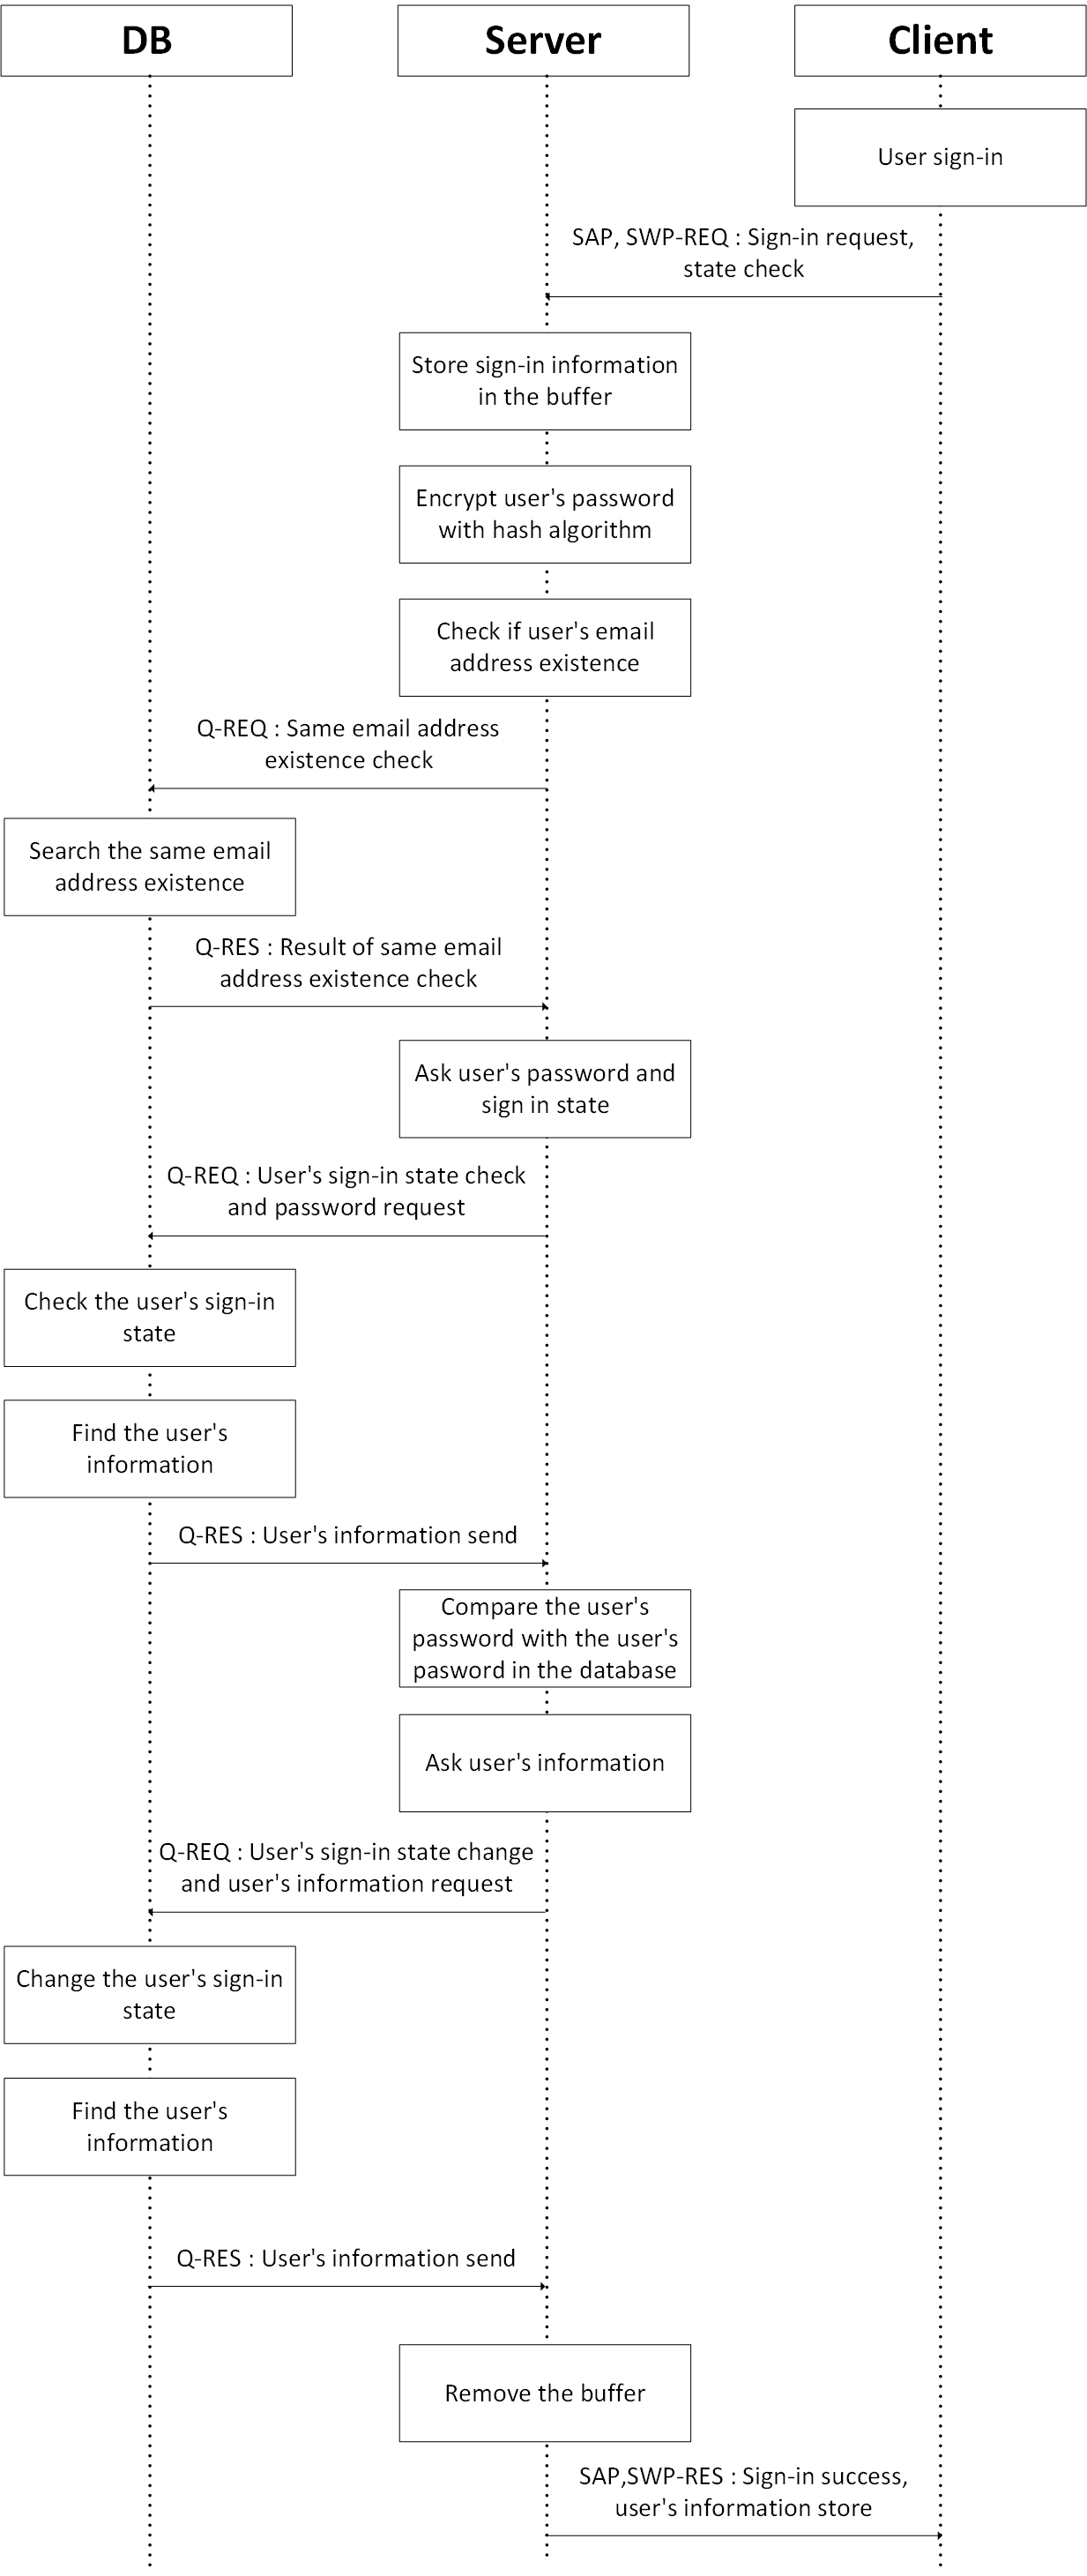 DB
Server
Client
User sign-in
SAP, SWP-REQ : Sign-in request,
state check
Store sign-in information
in the buffer
Encrypt user's password
with hash algorithm
Check if user's email
address existence
Q-REQ : Same email address
existence check
Search the same email
address existence
Q-RES : Result of same email
address existence check
Ask user's password and
sign in state
Q-REQ : User's sign-in state check
and password request
Check the user's sign-in
state
Find the user's
information
Q-RES : User's information send
Compare the user's
password with the user's
pasword in the database
Ask user's information
Q-REQ : User's sign-in state change
and user's information request
Change the user's sign-in
state
Find the user's
information
Q-RES : User's information send
Remove the buffer
SAP,SWP-RES : Sign-in success,
user's information store